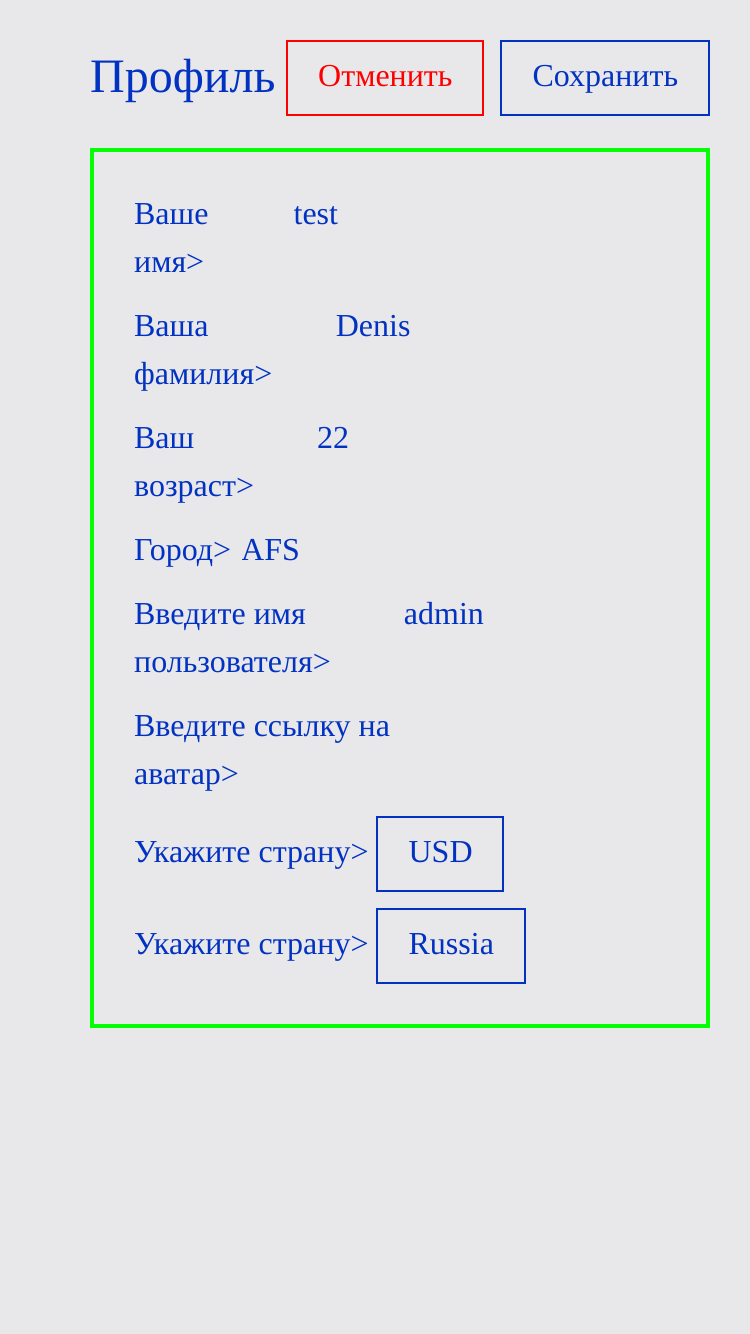 Профиль Отменить Сохранить
Ваше test
имя>
Ваша Denis
фамилия>
Ваш 22
возраст>
Город> AFS
Введите имя admin
пользователя>
Введите ссылку на
аватар>
Укажите страну> USD
Укажите страну> Russia